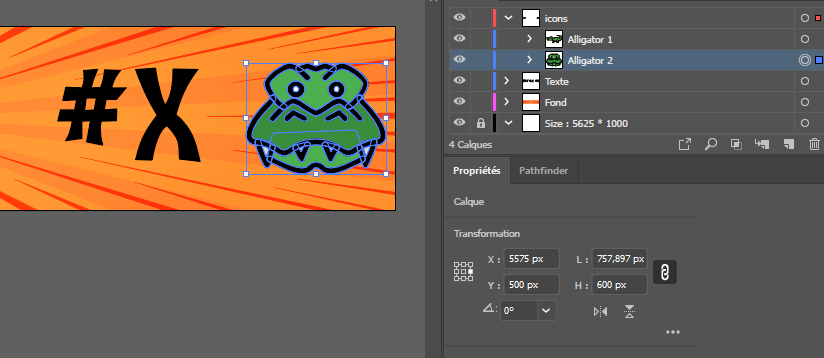 #X
icons
Alligator 1
Alligator 2
Texte
Fond
Size : 5625 * 1000
4 Calques
Propriétés Pathfinder
Calque
Transformation
X : 5575 px L : 757,897 px
Y : 500 px H : 600 px
0°